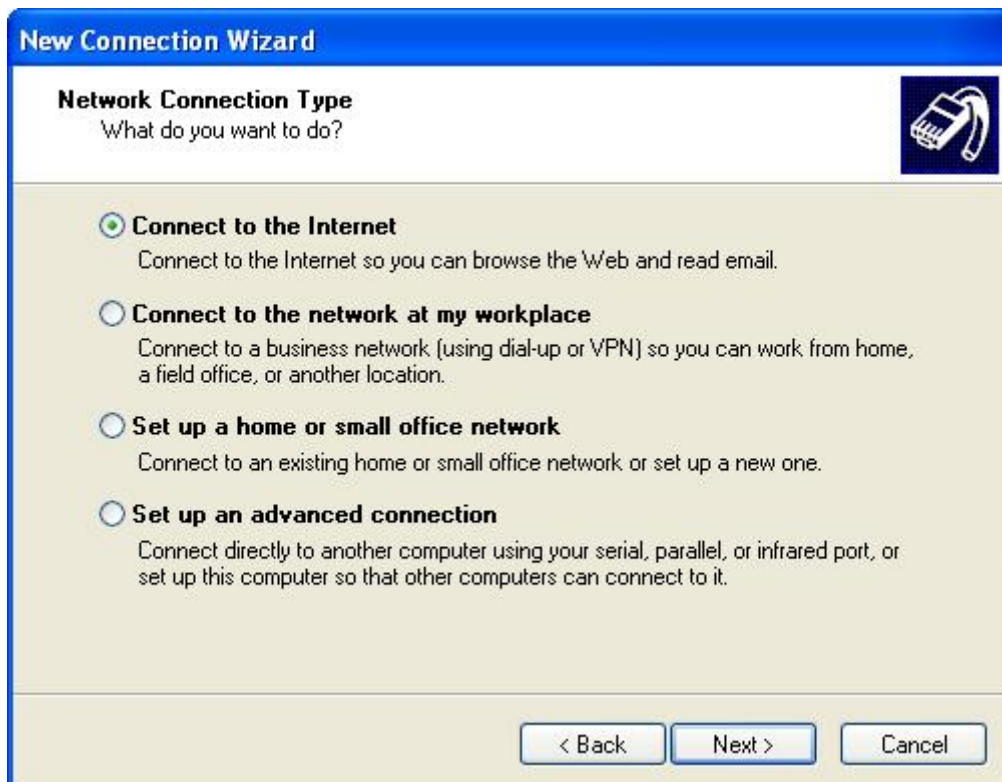 New Connection Wizard
Network Connection Type
What do you want to do?
Connect to the Internet
Connect to the Internet so you can browse the Web and read email.
Connect to the network at my workplace
Connect to a business network (using dial-up or VPN) so you can work from home,
a field office, or another location.
Set up a home or small office network
Connect to an existing home or small office network or set up a new one.
Set up an advanced connection
Connect directly to another computer using your serial, parallel, or infrared port, or
set up this computer so that other computers can connect to it.
< Back Next > Cancel